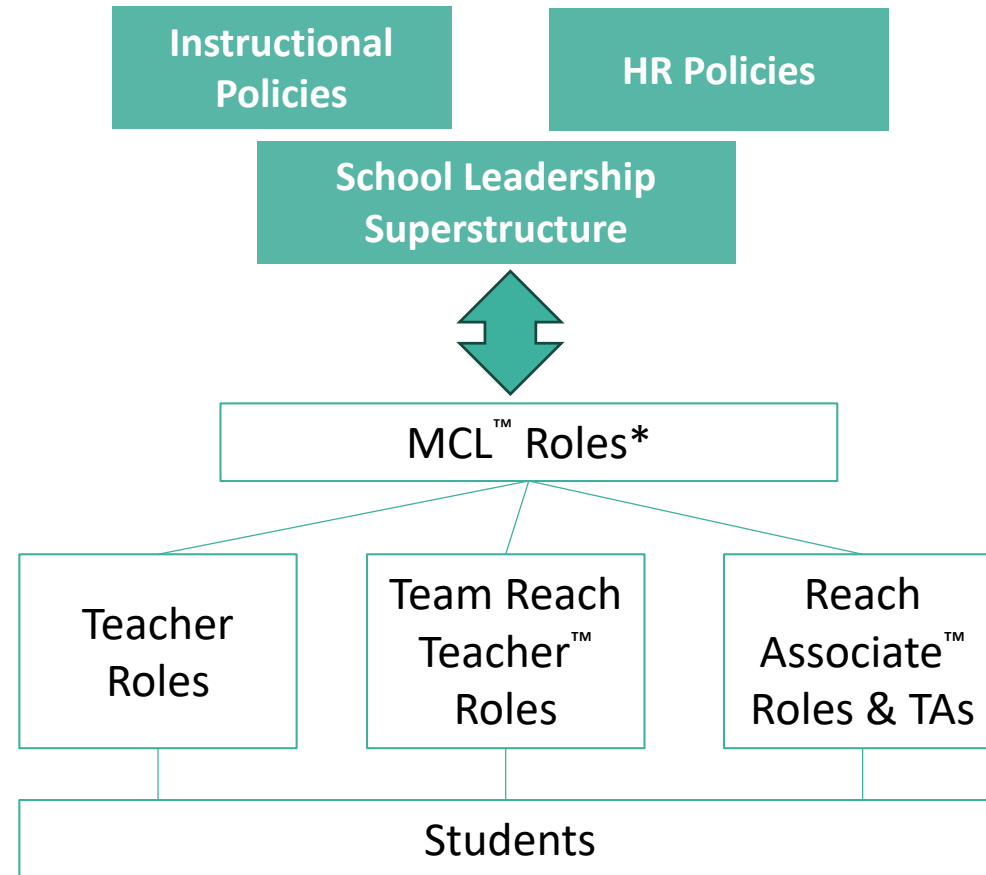 Instructional
Policies
HR Policies
School Leadership
Superstructure
MCL™ Roles*
Teacher
Roles
Team Reach
Teacher™
Roles
Reach
Associate™
Roles & TAs
Students